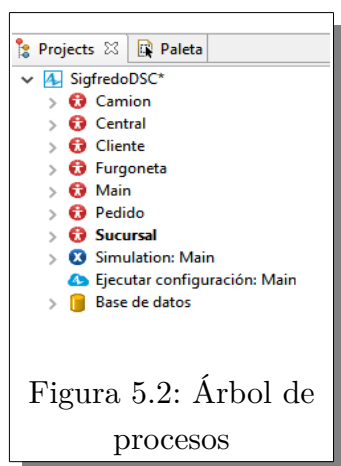 Projects Paleta
SigfredoDSC*
Camion
Central
Cliente
Furgoneta
Main
Pedido
Sucursal
Simulation: Main
Ejecutar configuración: Main
Base de datos
Figura 5.2: Árbol de
procesos